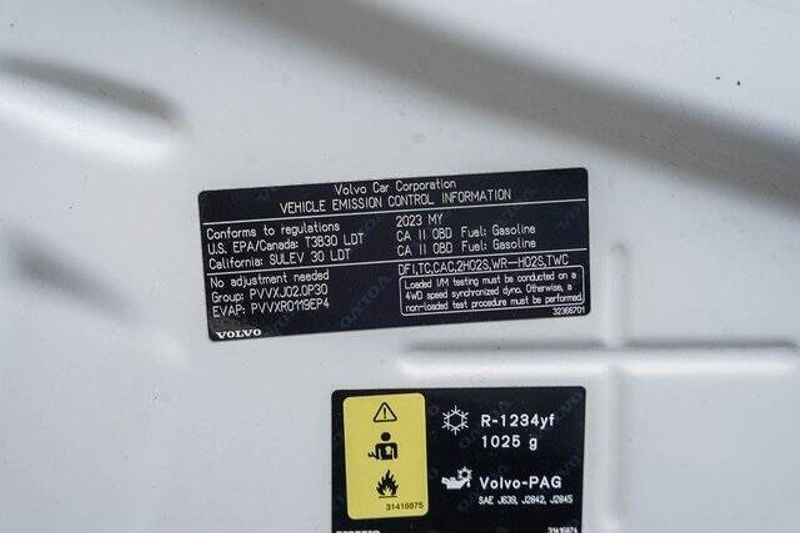 Volvo Car Corporation
VEHICLE EMISSION CONTROL INFORMATION
Conforms to regulations 2023 MY
U.S. EPA/Canada: T3B30 LDT CA II OBD Fuel: Gasoline
California: SULEV 30 LDT CA II OBD Fuel: Gasoline
No adjustment needed DFI,TC,CAC,2HO2S,WR-HO2S,TWC
Group: PVVXJ02.0P30
EVAP: PVVXR0119EP4
Loaded I/M testing must be conducted on a
4WD speed synchronized dyno. Otherwise, a
non-loaded test procedure must be performed.
32366701
VOLVO
R-1234yf
1025 g
Volvo-PAG
SAE J639, J2842, J2845
31416875
VOLVO
31416874